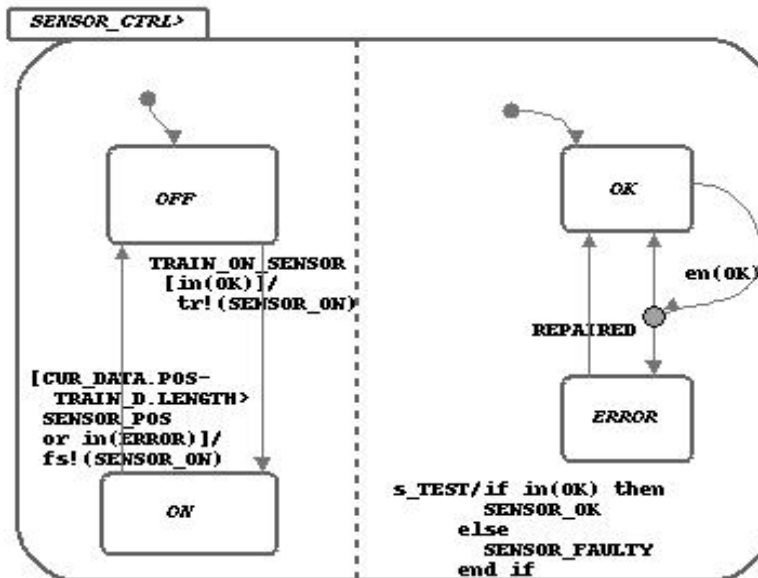 SENSOR_CTRL>
OFF
TRAIN_ON_SENSOR
[in(OK)]/
tr!(SENSOR_ON)
[CUR_DATA.POS-
TRAIN_D.LENGTH>
SENSOR_POS
or in(ERROR)]/
fs!(SENSOR_ON)
ON
OK
en(OK)
REPAIRED
ERROR
s_TEST/if in(OK) then
SENSOR_OK
else
SENSOR_FAULTY
end if